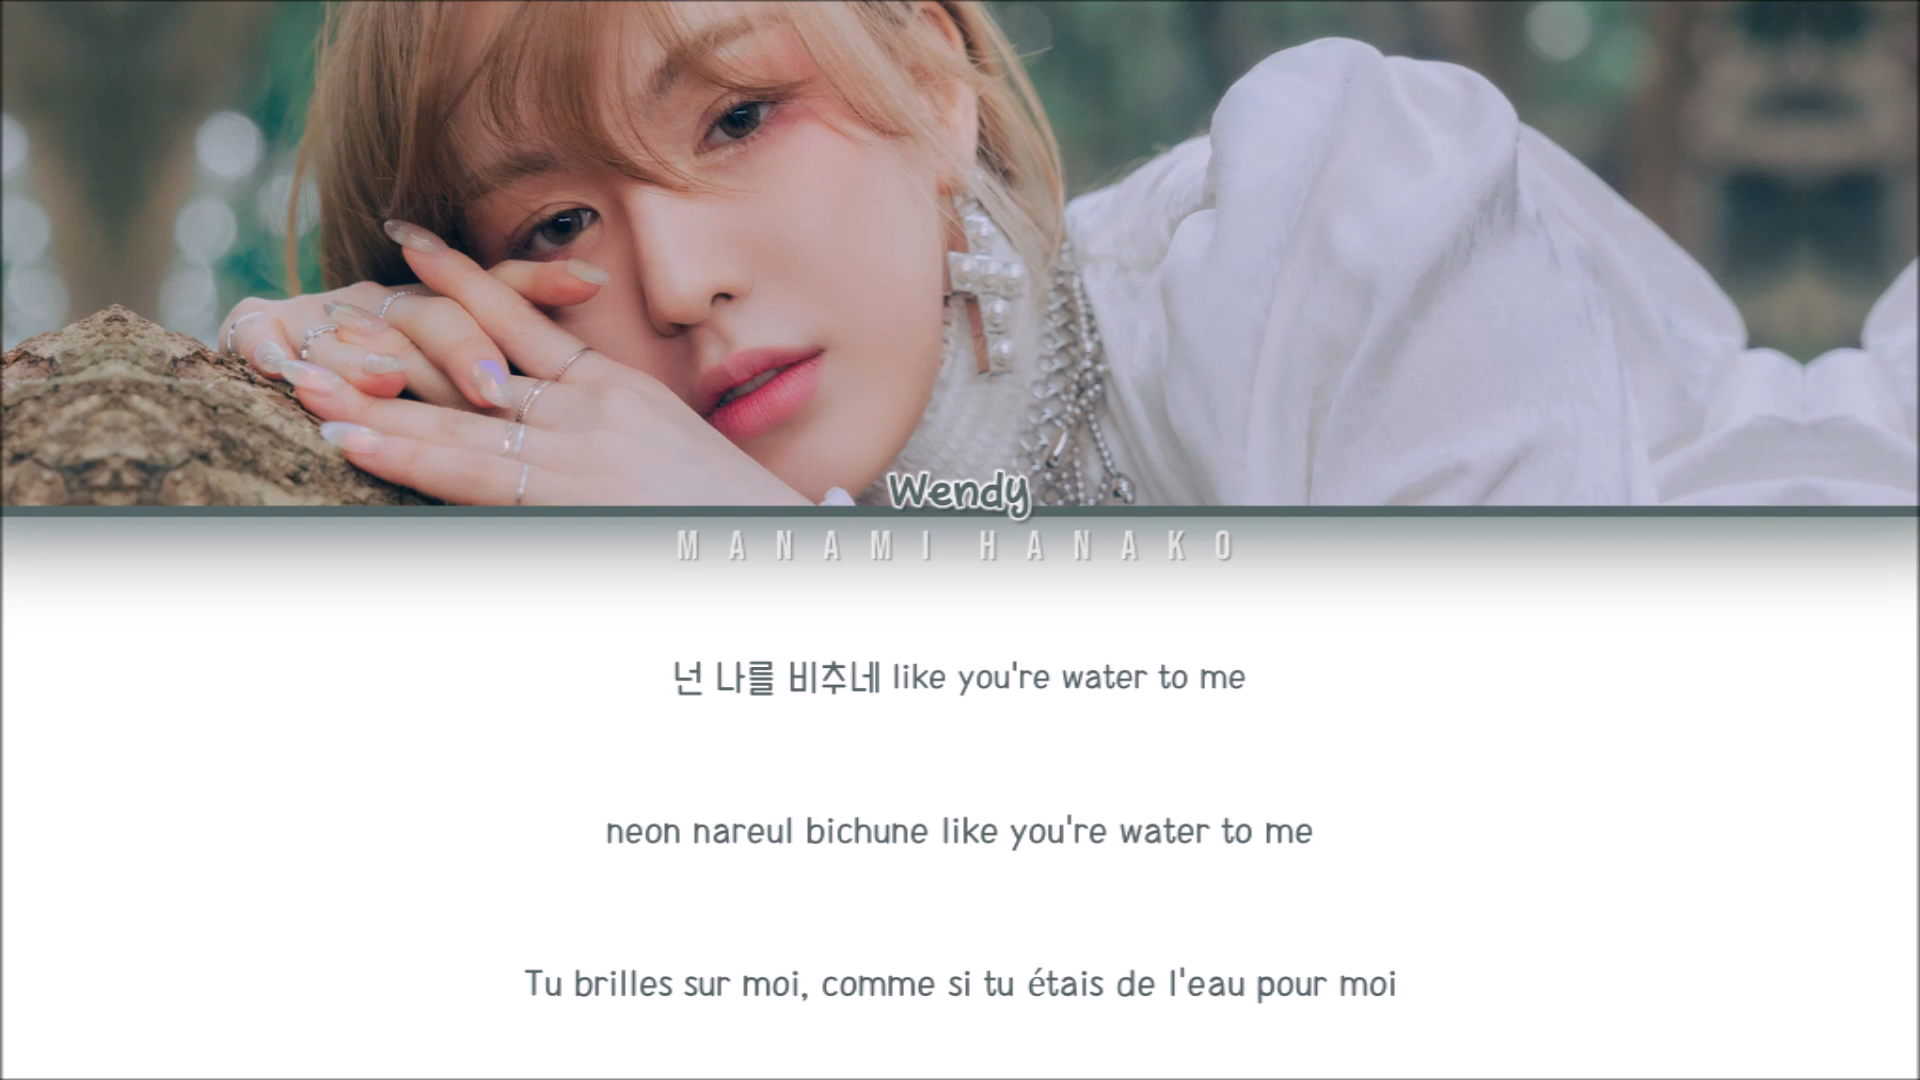 Wendy
MANAMI HANAKO
넌 나를 비추네 like you're water to me
neon nareul bichune like you're water to me
Tu brilles sur moi, comme si tu étais de l'eau pour moi